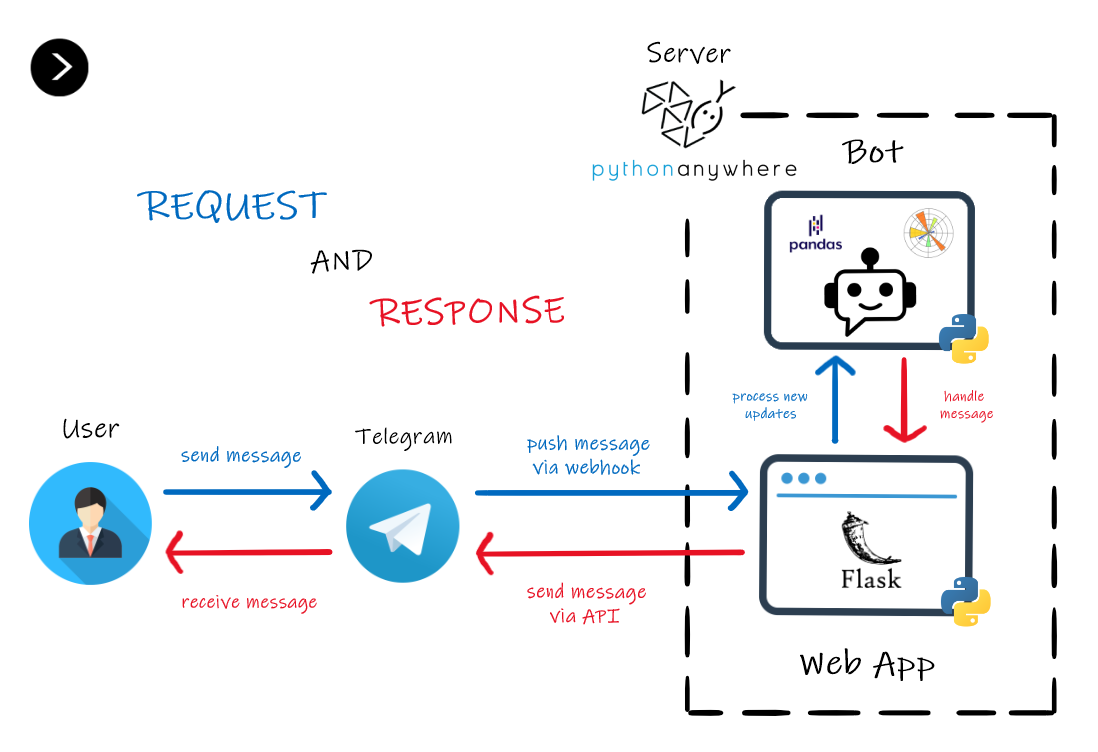 Server
pythonanywhere
Bot
pandas
REQUEST
AND
RESPONSE
process new
updates
handle
message
User
Telegram
send message
push message
via webhook
receive message
send message
via API
Flask
Web App